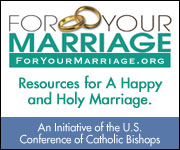 FOR YOUR
MARRIAGE
FORYOURMARRIAGE.ORG
Resources for A Happy
and Holy Marriage.
An Initiative of the U.S.
Conference of Catholic Bishops